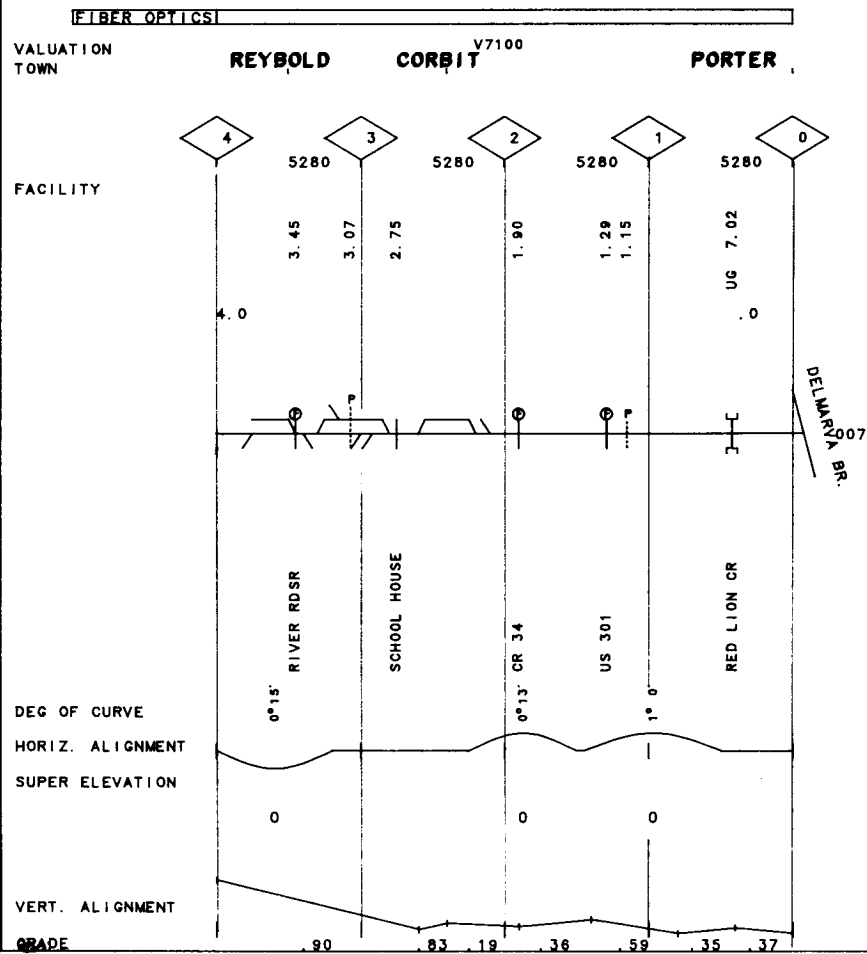 FIBER OPTICS
VALUATION V7100
TOWN REYBOLD CORBIT PORTER
4 3 2 1 0
5280 5280 5280 5280
FACILITY
3.45 3.07 2.75 1.90 1.29 1.15 UG 7.02
4.0 .0
P P P P P
DELMARVA BR.
007
RIVER RDSR SCHOOL HOUSE CR 34 US 301 RED LION CR
DEG OF CURVE 0°15' 0°13' 1° 0'
HORIZ. ALIGNMENT
SUPER ELEVATION
0 0 0
VERT. ALIGNMENT
GRADE .90 .83 .19 .36 .59 .35 .37